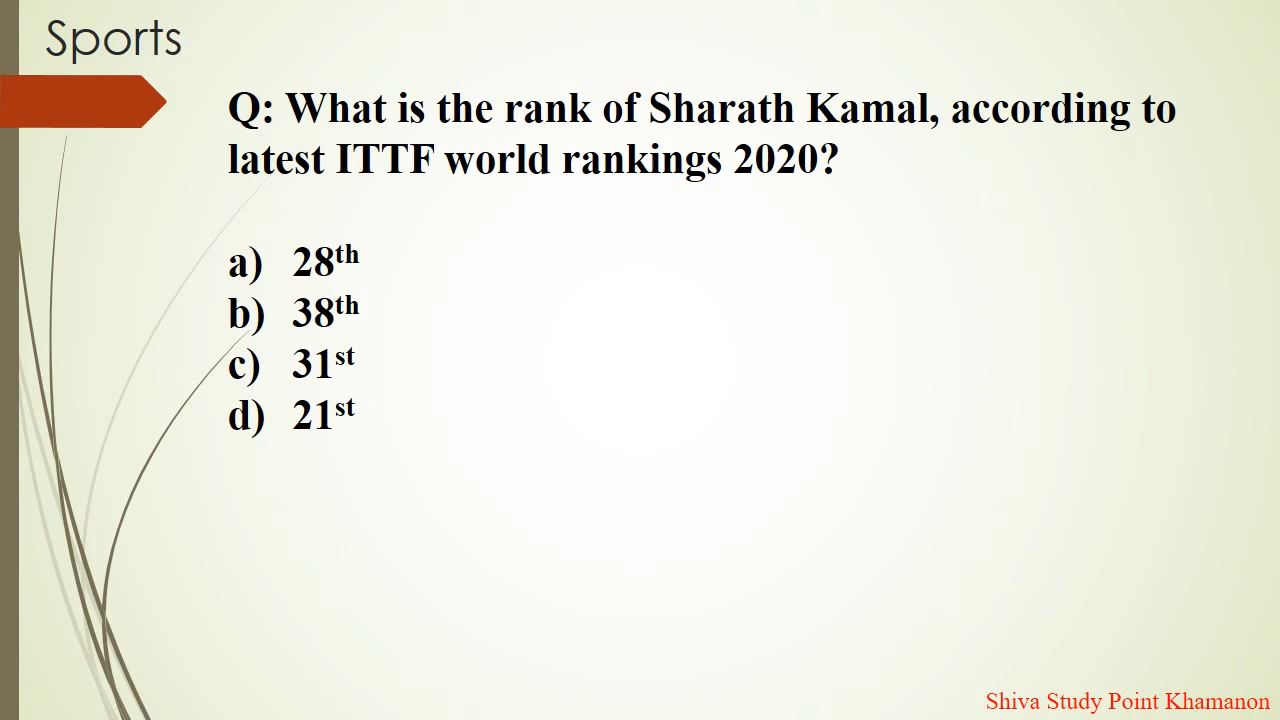 Sports
Q: What is the rank of Sharath Kamal, according to
latest ITTF world rankings 2020?
a) 28th
b) 38th
c) 31st
d) 21st
Shiva Study Point Khamanon